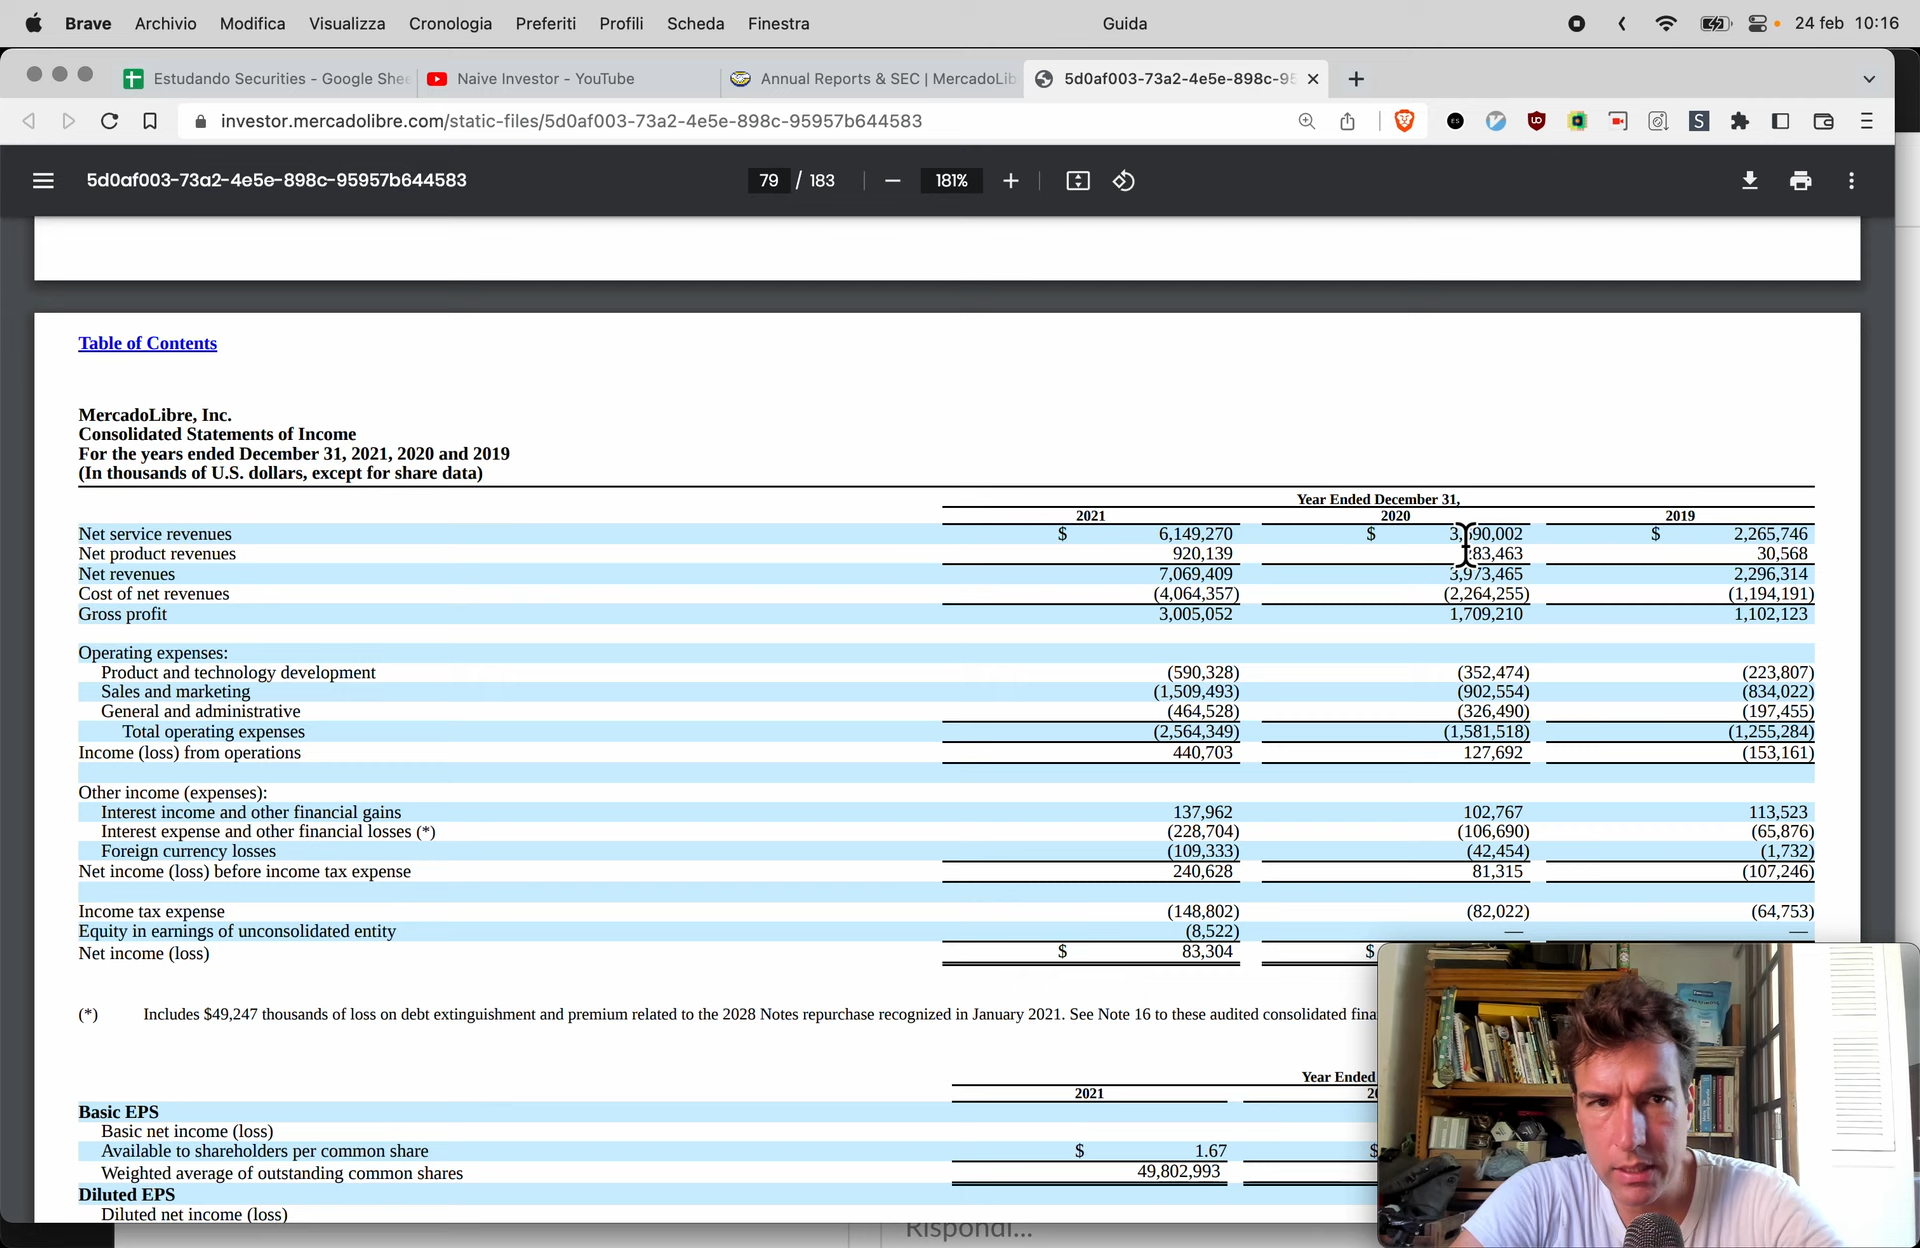 Brave Archivio Modifica Visualizza Cronologia Preferiti Profili Scheda Finestra Guida 24 feb 10:16
Estudando Securities - Google Shee Naive Investor - YouTube Annual Reports & SEC | MercadoLib 5d0af003-73a2-4e5e-898c-95
investor.mercadolibre.com/static-files/5d0af003-73a2-4e5e-898c-95957b644583
5d0af003-73a2-4e5e-898c-95957b644583 79 / 183 181%
Table of Contents
MercadoLibre, Inc.
Consolidated Statements of Income
For the years ended December 31, 2021, 2020 and 2019
(In thousands of U.S. dollars, except for share data)
Year Ended December 31,
2021 2020 2019
Net service revenues $ 6,149,270 $ $ 2,265,746
Net product revenues 920,139 30,568
Net revenues 7,069,409 3,973,465 2,296,314
Cost of net revenues (4,064,357) (2,264,255) (1,194,191)
Gross profit 3,005,052 1,709,210 1,102,123
Operating expenses:
Product and technology development (590,328) (352,474) (223,807)
Sales and marketing (1,509,493) (902,554) (834,022)
General and administrative (464,528) (326,490) (197,455)
Total operating expenses (2,564,349) (1,581,518) (1,255,284)
Income (loss) from operations 440,703 127,692 (153,161)
Other income (expenses):
Interest income and other financial gains 137,962 102,767 113,523
Interest expense and other financial losses (*) (228,704) (106,690) (65,876)
Foreign currency losses (109,333) (42,454) (1,732)
Net income (loss) before income tax expense 240,628 81,315 (107,246)
Income tax expense (148,802) (82,022) (64,753)
Equity in earnings of unconsolidated entity (8,522) — —
Net income (loss) $ 83,304 $
(*) Includes $49,247 thousands of loss on debt extinguishment and premium related to the 2028 Notes repurchase recognized in January 2021. See Note 16 to these audited consolidated fina
Year Ended
2021
Basic EPS
Basic net income (loss)
Available to shareholders per common share $ 1.67 $
Weighted average of outstanding common shares 49,802,993
Diluted EPS
Diluted net income (loss)
Rispondi...